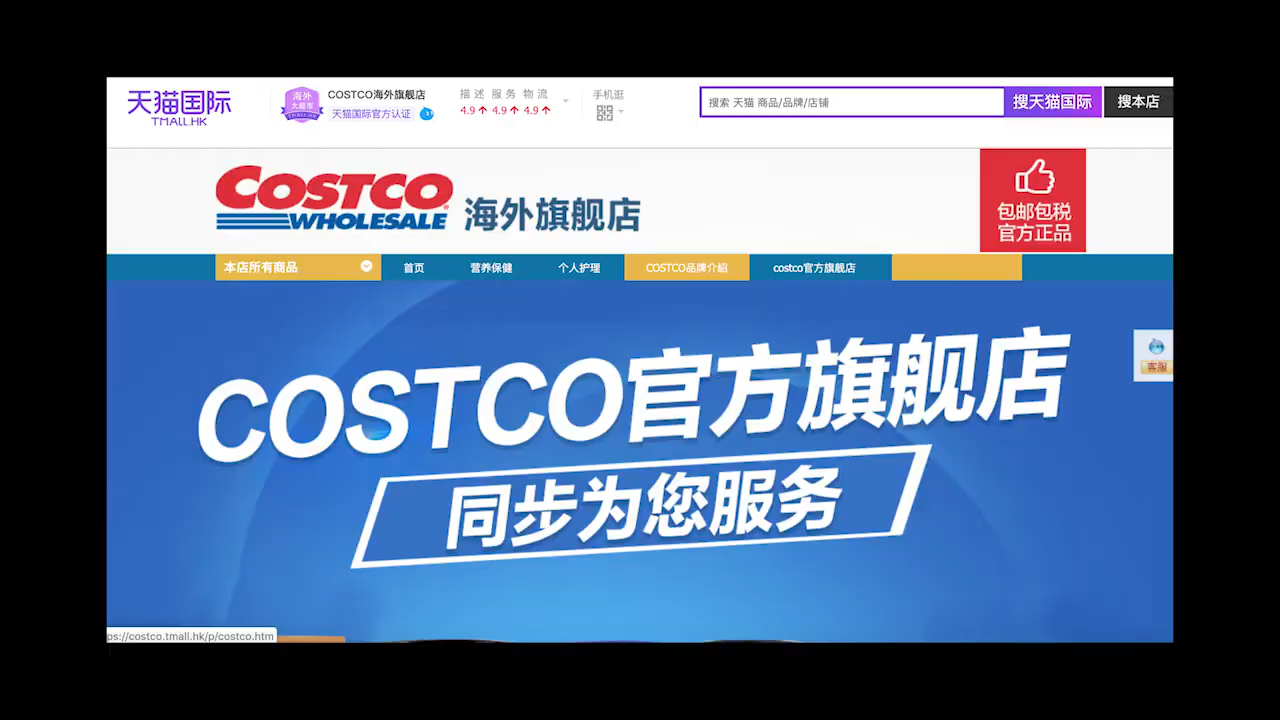 天猫国际
TMALL.HK
海外
大超市
TMALL.HK
COSTCO海外旗舰店
天猫国际官方认证
描 述 服 务 物 流
4.9 4.9 4.9
手机逛
搜索 天猫 商品/品牌/店铺
搜天猫国际
搜本店
COSTCO
WHOLESALE
海外旗舰店
包邮包税
官方正品
本店所有商品
首页
营养保健
个人护理
COSTCO品牌介绍
costco官方旗舰店
COSTCO官方旗舰店
同步为您服务
客服
ps://costco.tmall.hk/p/costco.htm